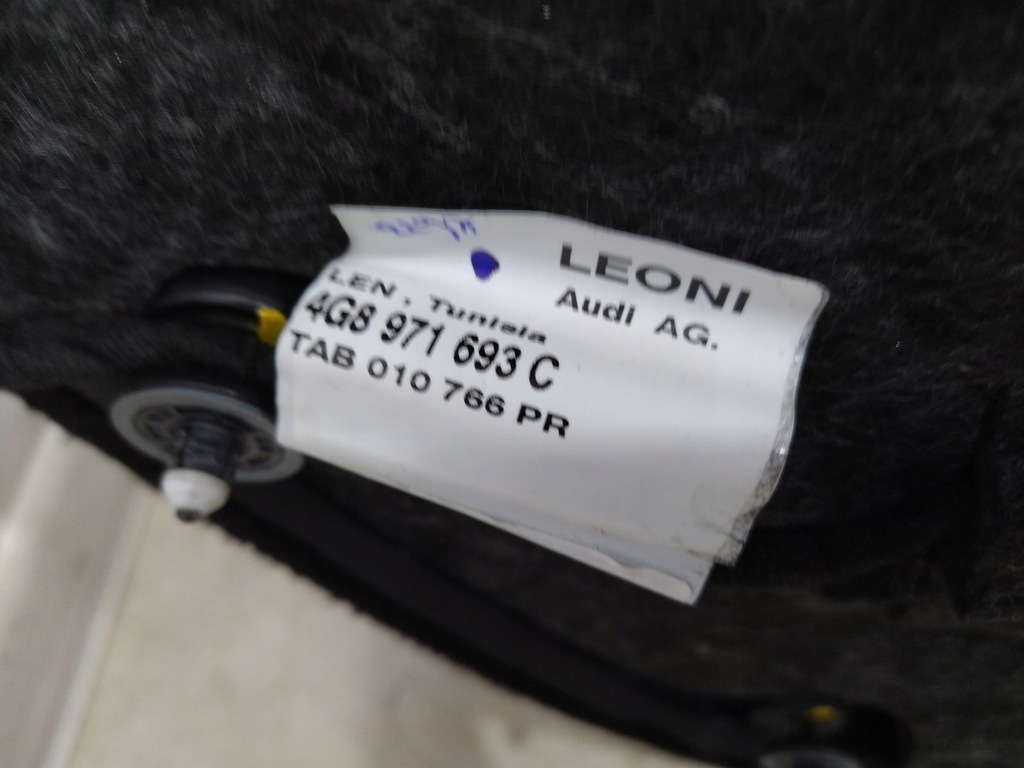 LEONI
Audi AG.
LEN . Tunisia
4G8 971 693 C
TAB 010 766 PR